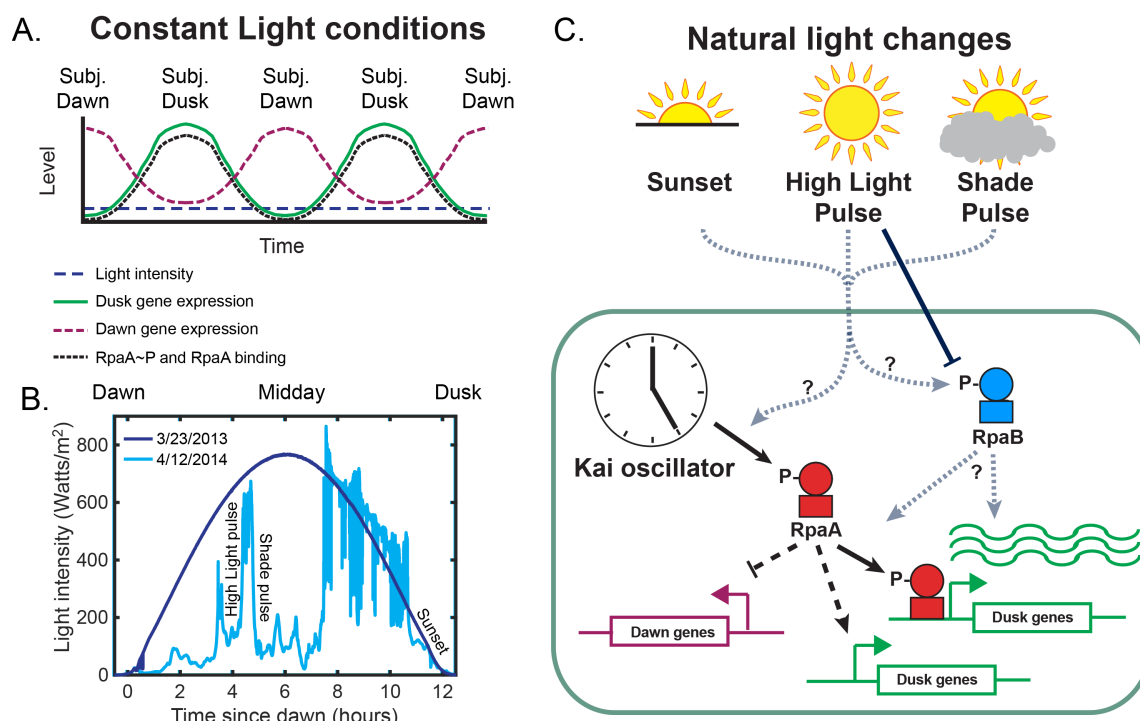 A.
Constant Light conditions
Subj. Dawn
Subj. Dusk
Subj. Dawn
Subj. Dusk
Subj. Dawn
Level
Time
Light intensity
Dusk gene expression
Dawn gene expression
RpaA~P and RpaA binding
B.
Dawn
Midday
Dusk
3/23/2013
4/12/2014
Light intensity (Watts/m²)
800
600
400
200
0
High Light pulse
Shade pulse
Sunset
0 2 4 6 8 10 12
Time since dawn (hours)
C.
Natural light changes
Sunset
High Light
Pulse
Shade
Pulse
?
?
Kai oscillator
P-
RpaB
?
P-
RpaA
P-
Dawn genes
Dusk genes
Dusk genes